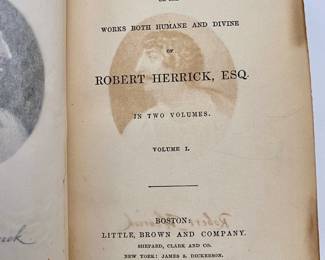 WORKS BOTH HUMANE AND DIVINE
OF
ROBERT HERRICK, ESQ.
IN TWO VOLUMES.
VOLUME I.
BOSTON:
LITTLE, BROWN AND COMPANY.
SHEPARD, CLARK AND CO.
NEW YORK: JAMES S. DICKERSON.